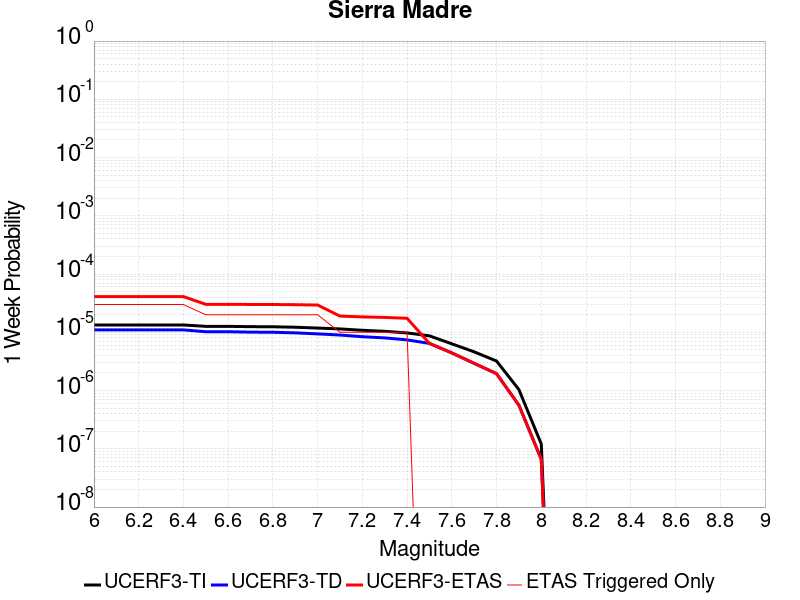 Sierra Madre
10 0
10 -1
10 -2
10 -3
10 -4
10 -5
10 -6
10 -7
10 -8
1 Week Probability
6 6.2 6.4 6.6 6.8 7 7.2 7.4 7.6 7.8 8 8.2 8.4 8.6 8.8 9
Magnitude
UCERF3-TI UCERF3-TD UCERF3-ETAS ETAS Triggered Only